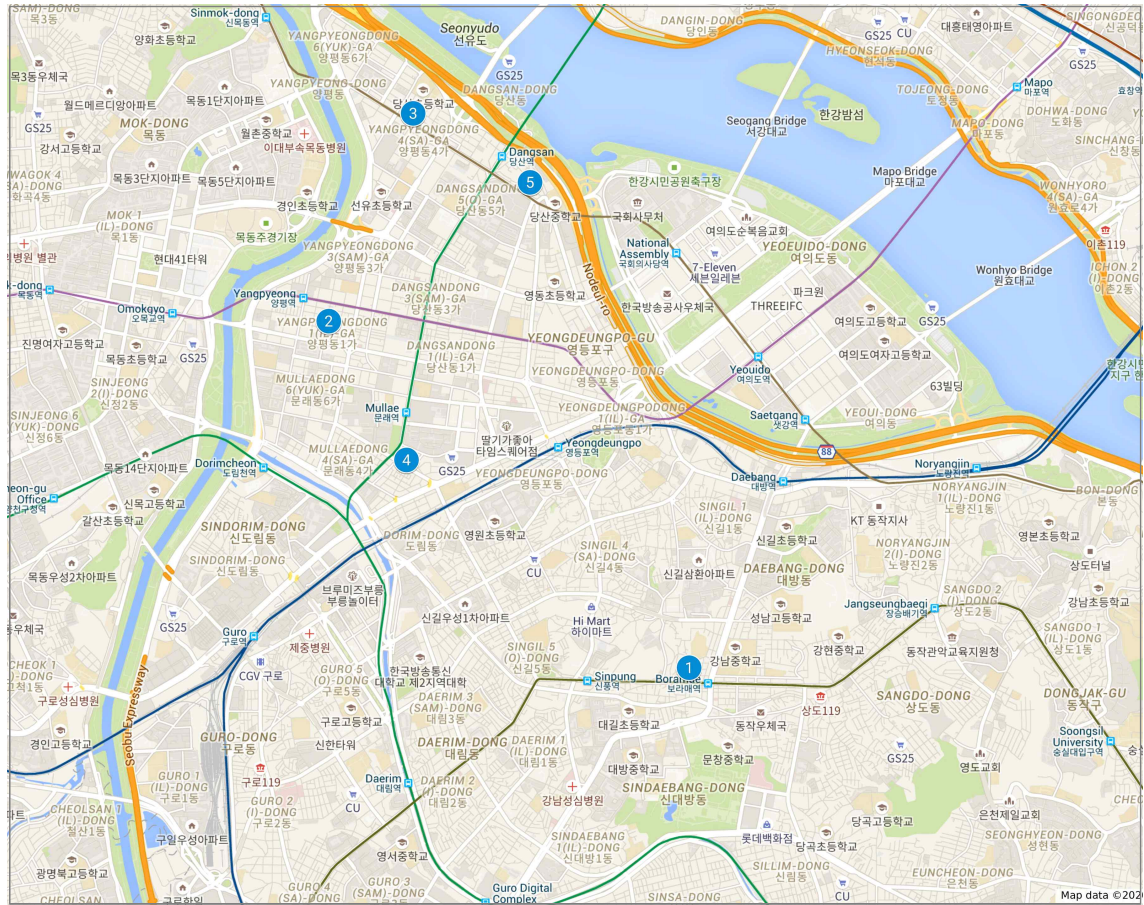 Sinmok-dong
신목동역
양화초등학교
YANGPYEONGDONG
6(YUK)-GA
양평동6가
Seonyudo
선유도
DANGIN-DONG
당인동
GS25
CU
대흥태영아파트
HYEONSEOK-DONG
현석동
GS25
목3동우체국
YANGPYEONG-DONG
양평동
GS25
DANGSAN-DONG
당산동
TOJEONG-DONG
토정동
Mapo
마포역
월드메르디앙아파트
목동1단지아파트
당산초등학교
3
한강밤섬
DOHWA-DONG
도화동
GS25
MOK-DONG
목동
월촌중학교
이대부속목동병원
YANGPYEONGDONG
4(SA)-GA
양평동4가
Seogang Bridge
서강대교
MAPO-DONG
마포동
강서고등학교
Dangsan
당산역
목동3단지아파트
목동5단지아파트
5
한강시민공원축구장
Mapo Bridge
마포대교
WONHYORO
4(SA)-GA
원효로4가
경인초등학교
선유초등학교
DANGSANDONG
5(O)-GA
당산동5가
당산중학교
국회사무처
여의도순복음교회
MOK 1
(IL)-DONG
목1동
목동주경기장
YANGPYEONGDONG
3(SAM)-GA
양평동3가
National
Assembly
국회의사당역
YEOEUIDO-DONG
여의도동
이촌119
현대41타워
7-Eleven
세븐일레븐
Wonhyo Bridge
원효대교
ICHON 2
(I)-DONG
이촌2동
Nodeul-ro
Yangpyeong
양평역
DANGSANDONG
3(SAM)-GA
당산동3가
영동초등학교
한국방송공사우체국
파크원
THREEIFC
GS25
Omokgyo
오목교역
2
YANGPYEONGDONG
1(IL)-GA
양평동1가
여의도고등학교
진명여자고등학교
목동초등학교
GS25
DANGSANDONG
1(IL)-GA
당산동1가
YEONGDEUNGPO-GU
영등포구
여의도여자고등학교
Yeouido
여의도역
SINJEONG
2(I)-DONG
신정2동
MULLAEDONG
6(YUK)-GA
문래동6가
YEONGDEUNGPO-DONG
영등포동
63빌딩
Mullae
문래역
YEONGDEUNGPODONG
1(IL)-GA
영등포동1가
Saetgang
샛강역
YEOUI-DONG
여의동
SINJEONG 6
(YUK)-DONG
신정6동
딸기가좋아
타임스퀘어점
Yeongdeungpo
영등포역
MULLAEDONG
4(SA)-GA
문래동4가
4
GS25
88
목동14단지아파트
Dorimcheon
도림천역
YEONGDEUNGPO-DONG
영등포동
Daebang
대방역
Noryangjin
노량진역
Office
양천구청역
신목고등학교
NORYANGJIN
1(IL)-DONG
노량진1동
BON-DONG
본동
갈산초등학교
SINDORIM-DONG
신도림동
영원초등학교
SINGIL 1
(IL)-DONG
신길1동
KT 동작지사
DORIM-DONG
도림동
SINGIL 4
(SA)-DONG
신길4동
신길초등학교
영본초등학교
SINDORIM-DONG
신도림동
CU
신길삼환아파트
DAEBANG-DONG
대방동
NORYANGJIN
2(I)-DONG
노량진2동
상도터널
목동우성2차아파트
브루미즈부릉
부릉놀이터
신길우성1차아파트
Hi Mart
하이마트
성남고등학교
Jangseungbaegi
장승배기역
SANGDO 2
(I)-DONG
상도2동
강남초등학교
GS25
Guro
구로역
제중병원
SINGIL 5
(O)-DONG
신길5동
강남중학교
강현중학교
동작관악교육지원청
SANGDO 1
(IL)-DONG
상도1동
CGV 구로
GURO 5
(O)-DONG
구로5동
한국방송통신
대학교 제2지역대학
Sinpung
신풍역
1
Boramae
보라매역
구로성심병원
DAERIM 3
(SAM)-DONG
대림3동
대길초등학교
동작우체국
상도119
SANGDO-DONG
상도동
DONGJAK-GU
동작구
Seobu Expressway
구로고등학교
경인고등학교
GURO-DONG
구로동
신한타워
DAERIM-DONG
대림동
DAERIM 1
(IL)-DONG
대림1동
문창중학교
Soongsil
University
숭실대입구역
GS25
영도교회
대방중학교
구로119
Daerim
대림역
DAERIM 2
(I)-DONG
대림2동
강남성심병원
SINDAEBANG-DONG
신대방동
GURO 1
(IL)-DONG
구로1동
CU
GURO 2
(I)-DONG
구로2동
CHEOLSAN 1
(IL)-DONG
철산1동
은천제일교회
당곡고등학교
구일우성아파트
롯데백화점
SINDAEBANG
1(IL)-DONG
신대방1동
당곡초등학교
SEONGHYEON-DONG
성현동
영서중학교
광명북고등학교
SILLIM-DONG
신림동
EUNCHEON-DONG
은천동
GURO 4
(SA)-DONG
GURO 3
(SAM)-DONG
Guro Digital
Complex
SINSA-DONG
CU
Map data ©202